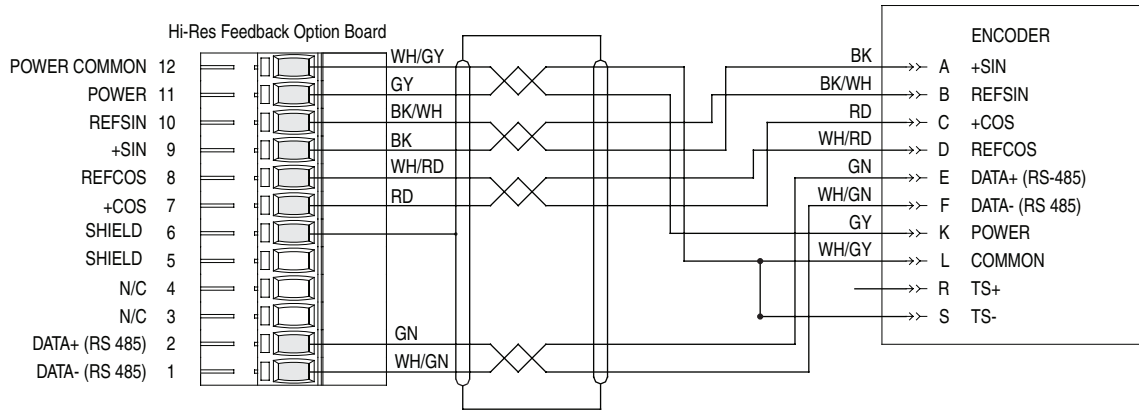 Hi-Res Feedback Option Board
POWER COMMON 12
POWER 11
REFSIN 10
+SIN 9
REFCOS 8
+COS 7
SHIELD 6
SHIELD 5
N/C 4
N/C 3
DATA+ (RS 485) 2
DATA- (RS 485) 1
WH/GY
GY
BK/WH
BK
WH/RD
RD
GN
WH/GN
ENCODER
BK A +SIN
BK/WH B REFSIN
RD C +COS
WH/RD D REFCOS
GN E DATA+ (RS-485)
WH/GN F DATA- (RS 485)
GY K POWER
WH/GY L COMMON
R TS+
S TS-